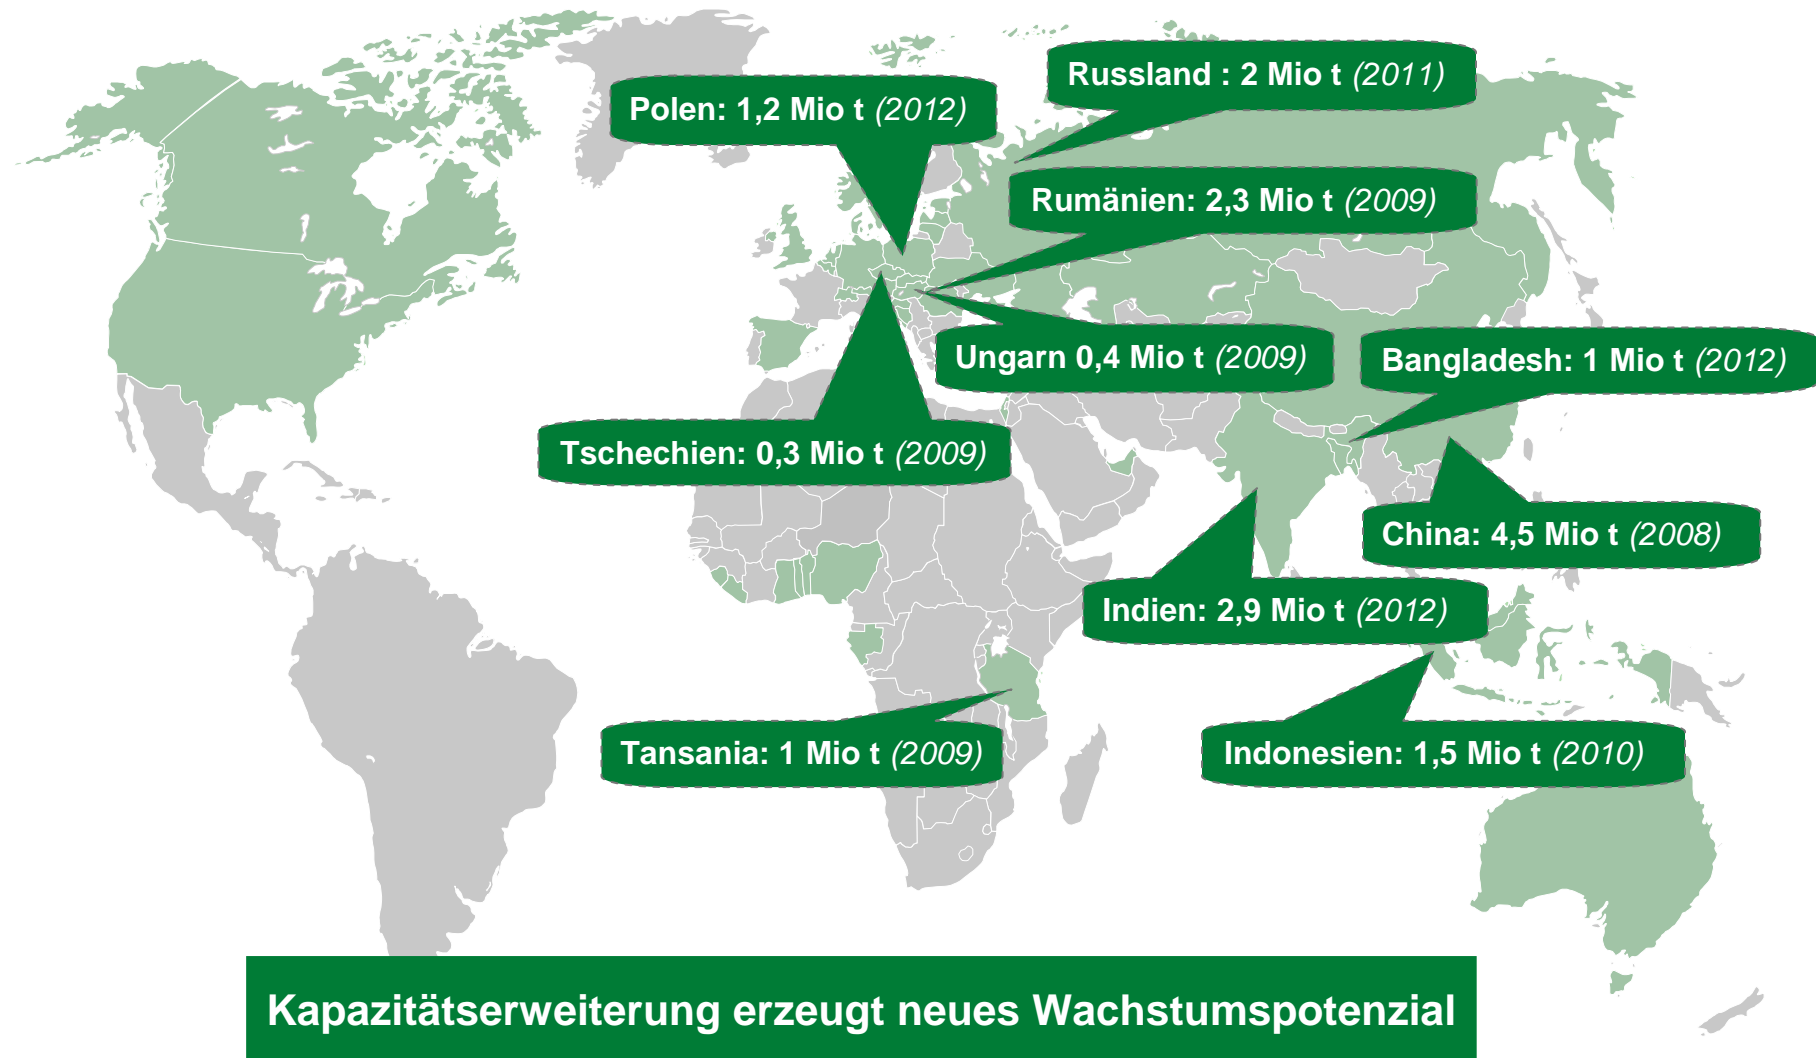 Russland : 2 Mio t (2011)
Polen: 1,2 Mio t (2012)
Rumänien: 2,3 Mio t (2009)
Ungarn 0,4 Mio t (2009)
Bangladesh: 1 Mio t (2012)
Tschechien: 0,3 Mio t (2009)
China: 4,5 Mio t (2008)
Indien: 2,9 Mio t (2012)
Tansania: 1 Mio t (2009)
Indonesien: 1,5 Mio t (2010)
Kapazitätserweiterung erzeugt neues Wachstumspotenzial